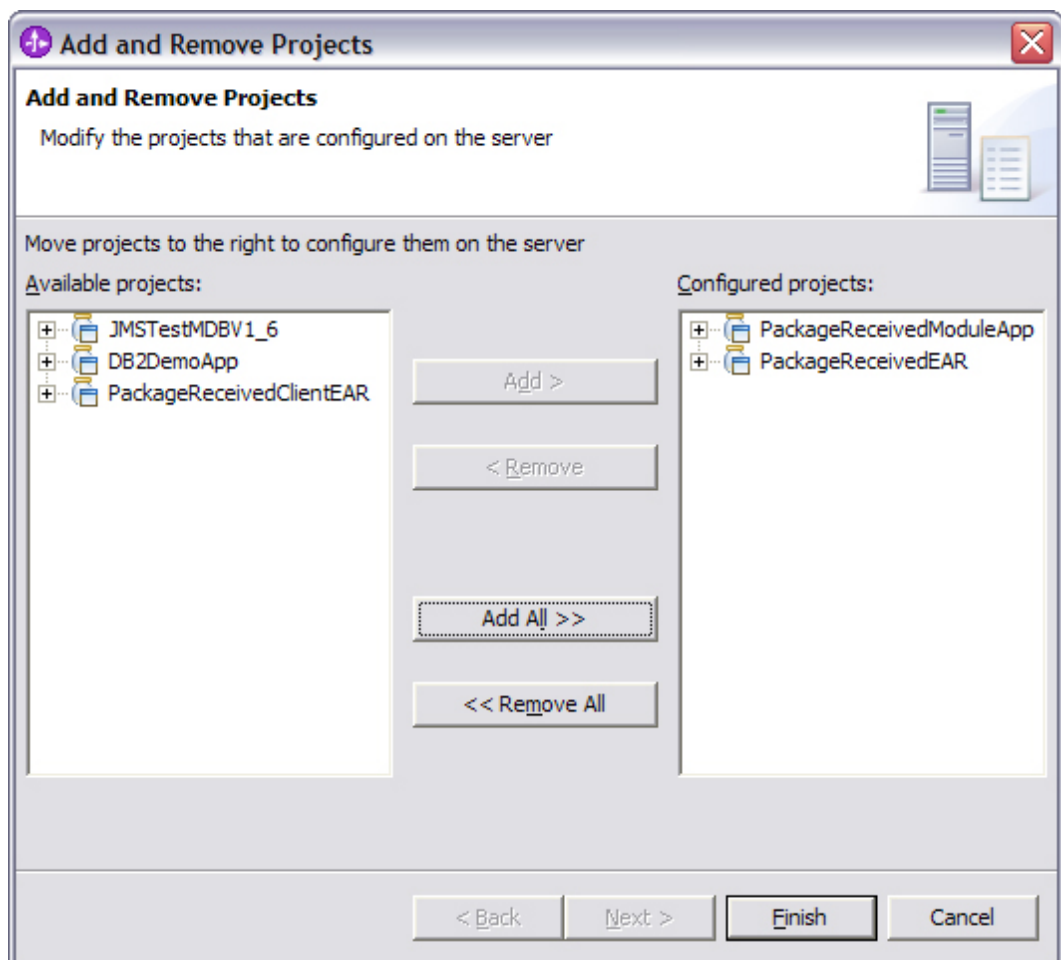 Add and Remove Projects
Add and Remove Projects
Modify the projects that are configured on the server
Move projects to the right to configure them on the server
Available projects:
JMSTestMDBV1_6
DB2DemoApp
PackageReceivedClientEAR
Add >
< Remove
Add All >>
<< Remove All
Configured projects:
PackageReceivedModuleApp
PackageReceivedEAR
< Back
Next >
Finish
Cancel